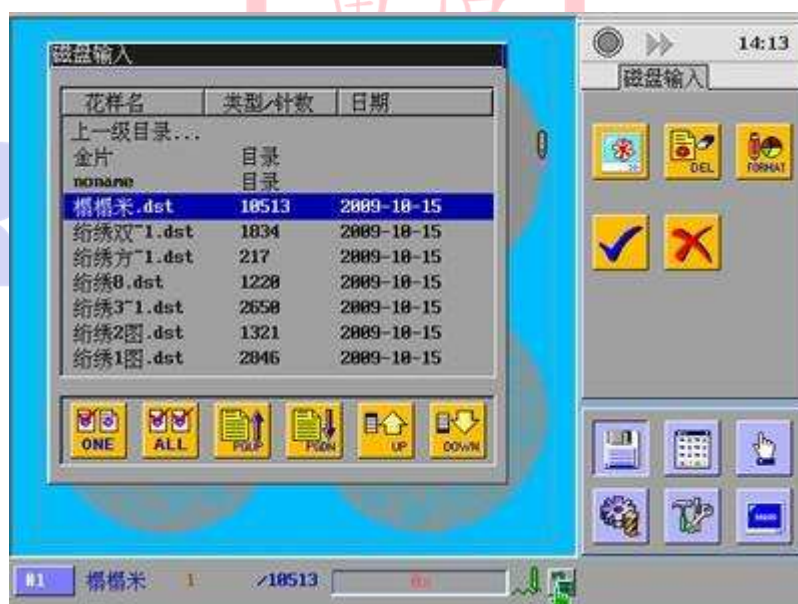 磁盘输入
14:13
磁盘输入
花样名 类型/针数 日期
上一级目录...
金片 目录
noname 目录
榻榻米.dst 10513 2009-10-15
绗绣双~1.dst 1834 2009-10-15
绗绣方~1.dst 217 2009-10-15
绗绣8.dst 1220 2009-10-15
绗绣3~1.dst 2650 2009-10-15
绗绣2图.dst 1321 2009-10-15
绗绣1图.dst 2846 2009-10-15
DEL FORMAT
ONE ALL PGUP PGDN UP DOWN
榻榻米 1 /10513 0%